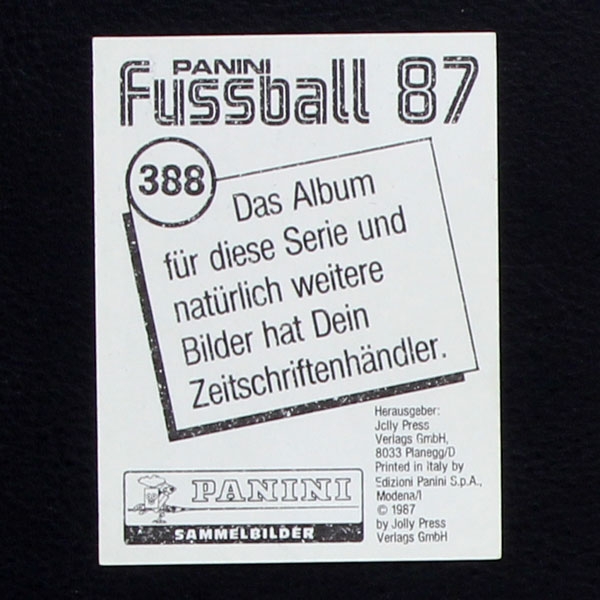 PANINI
Fussball 87
388
Das Album
für diese Serie und
natürlich weitere
Bilder hat Dein
Zeitschriftenhändler.
Herausgeber:
Jolly Press
Verlags GmbH,
8033 Planegg/D
Printed in Italy by
Edizioni Panini S.p.A.,
Modena/I
© 1987
by Jolly Press
Verlags GmbH
PANINI
SAMMELBILDER